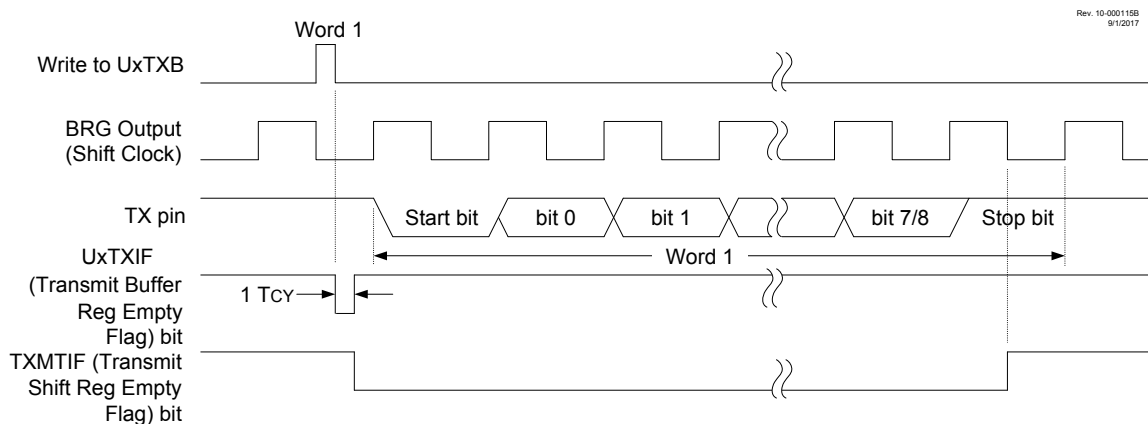 Rev. 10-000115B
9/1/2017
Word 1
Write to UxTXB
BRG Output
(Shift Clock)
TX pin
Start bit
bit 0
bit 1
bit 7/8
Stop bit
Word 1
UxTXIF
(Transmit Buffer
Reg Empty
Flag) bit
1 TCY
TXMTIF (Transmit
Shift Reg Empty
Flag) bit